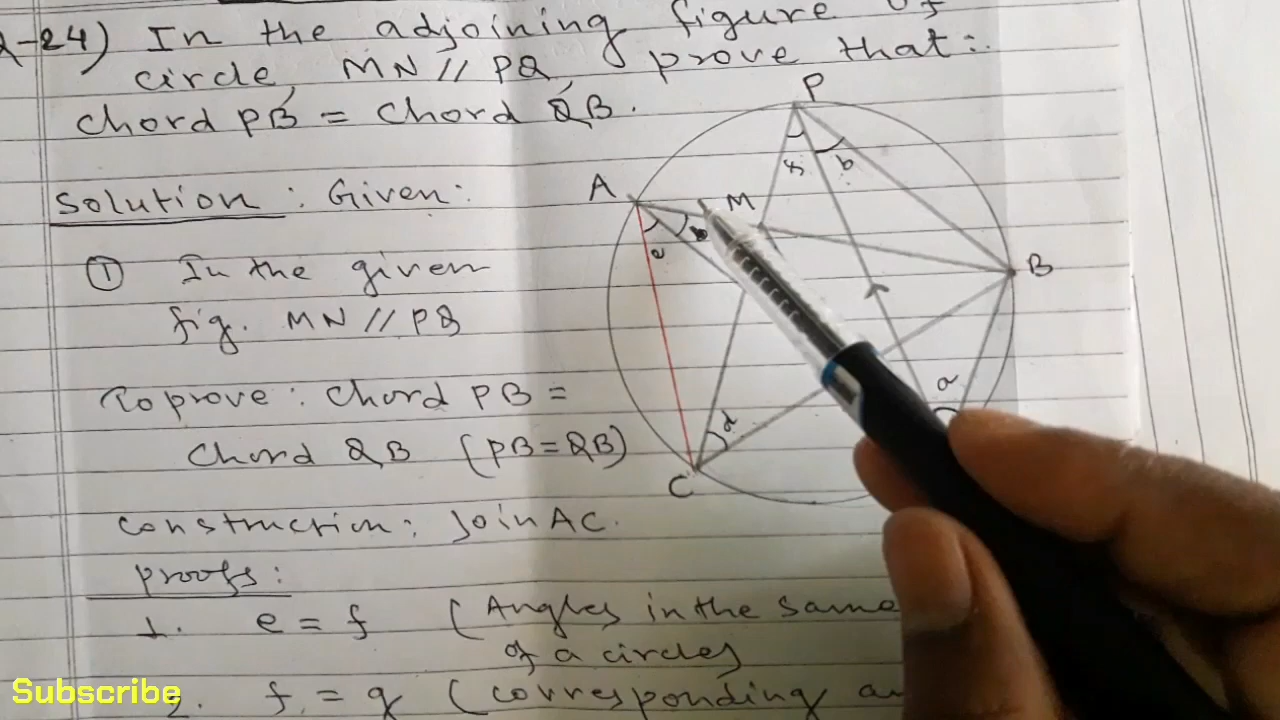 2-24) In the adjoining figure of
circle, MN // PQ, prove that:
chord PB = chord QB.
P
A
M
b
B
e
a
d
C
Solution: Given:
① In the given
fig. MN // PQ
To prove: Chord PB =
Chord QB (PB=QB)
Construction: Join AC.
proofs:
1. e = f (Angles in the same
of a circles
2. f = g (corresponding
Subscribe